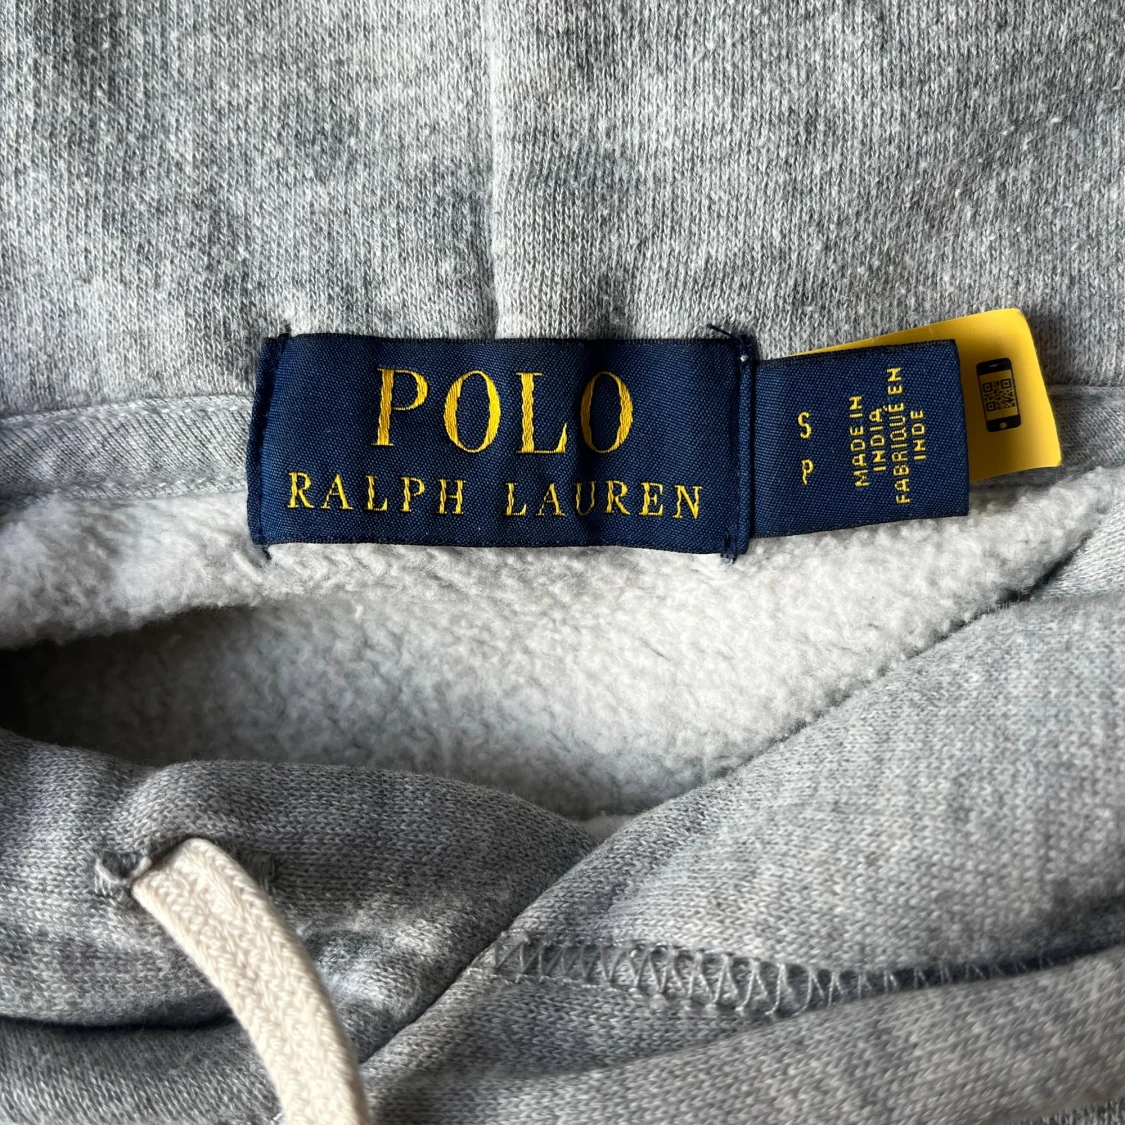 POLO
RALPH LAUREN
S
P
MADE IN
INDIA
FABRIQUÉ EN
INDE